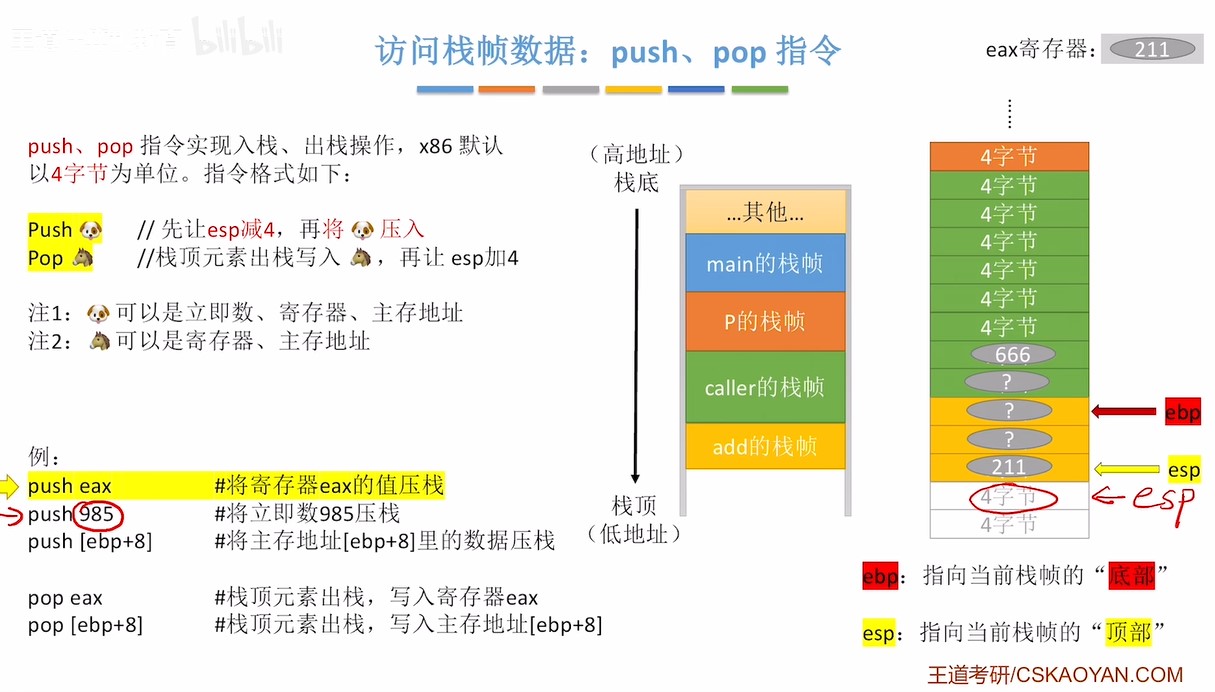 bilibili
访问栈帧数据：push、pop 指令
eax寄存器：
211
push、pop 指令实现入栈、出栈操作，x86 默认
以4字节为单位。指令格式如下：
Push 🐶 // 先让esp减4，再将 🐶 压入
Pop 🐴 //栈顶元素出栈写入 🐴，再让 esp加4
注1：🐶 可以是立即数、寄存器、主存地址
注2：🐴 可以是寄存器、主存地址
例：
push eax #将寄存器eax的值压栈
push 985 #将立即数985压栈
push [ebp+8] #将主存地址[ebp+8]里的数据压栈
pop eax #栈顶元素出栈，写入寄存器eax
pop [ebp+8] #栈顶元素出栈，写入主存地址[ebp+8]
（高地址）
栈底
栈顶
（低地址）
...其他...
main的栈帧
P的栈帧
caller的栈帧
add的栈帧
4字节
4字节
4字节
4字节
4字节
4字节
4字节
666
?
? ebp
?
211 esp
4字节 esp
4字节
ebp：指向当前栈帧的“底部”
esp：指向当前栈帧的“顶部”
王道考研/CSKAOYAN.COM